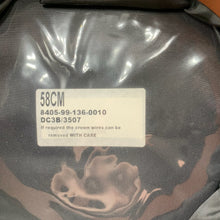 58CM
8405-99-136-0010
DC3B/3507
If required the crown wires can be
removed WITH CARE